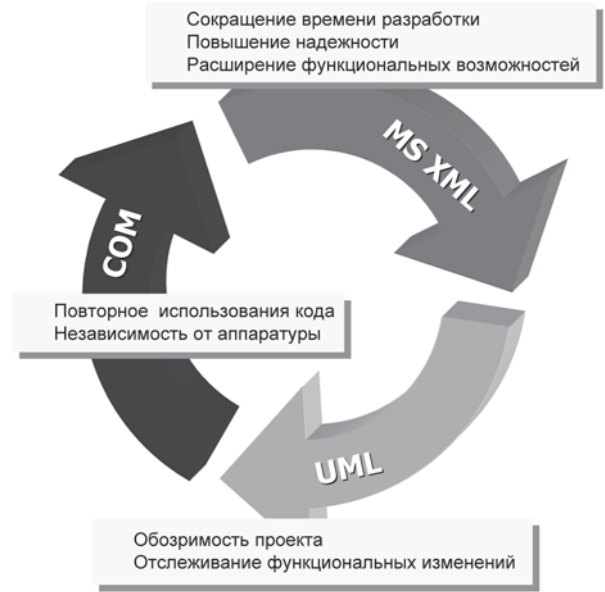 Сокращение времени разработки
Повышение надежности
Расширение функциональных возможностей
MS XML
COM
Повторное использования кода
Независимость от аппаратуры
UML
Обозримость проекта
Отслеживание функциональных изменений